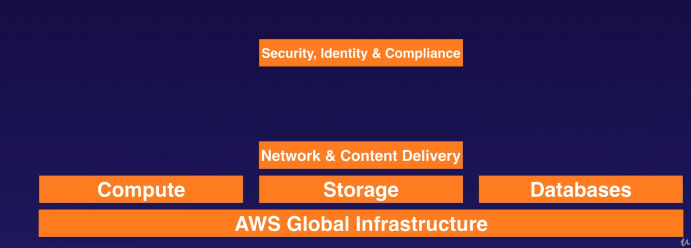 Security, Identity & Compliance
Network & Content Delivery
Compute Storage Databases
AWS Global Infrastructure